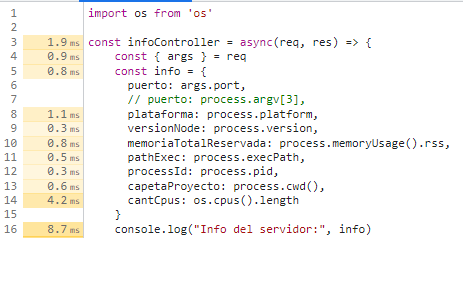 1 import os from 'os'
2
3 1.9 ms const infoController = async(req, res) => {
4 0.9 ms const { args } = req
5 0.8 ms const info = {
6 puerto: args.port,
7 // puerto: process.argv[3],
8 1.1 ms plataforma: process.platform,
9 0.3 ms versionNode: process.version,
10 0.8 ms memoriaTotalReservada: process.memoryUsage().rss,
11 0.5 ms pathExec: process.execPath,
12 0.3 ms processId: process.pid,
13 0.6 ms capetaProyecto: process.cwd(),
14 4.2 ms cantCpus: os.cpus().length
15 }
16 8.7 ms console.log("Info del servidor:", info)